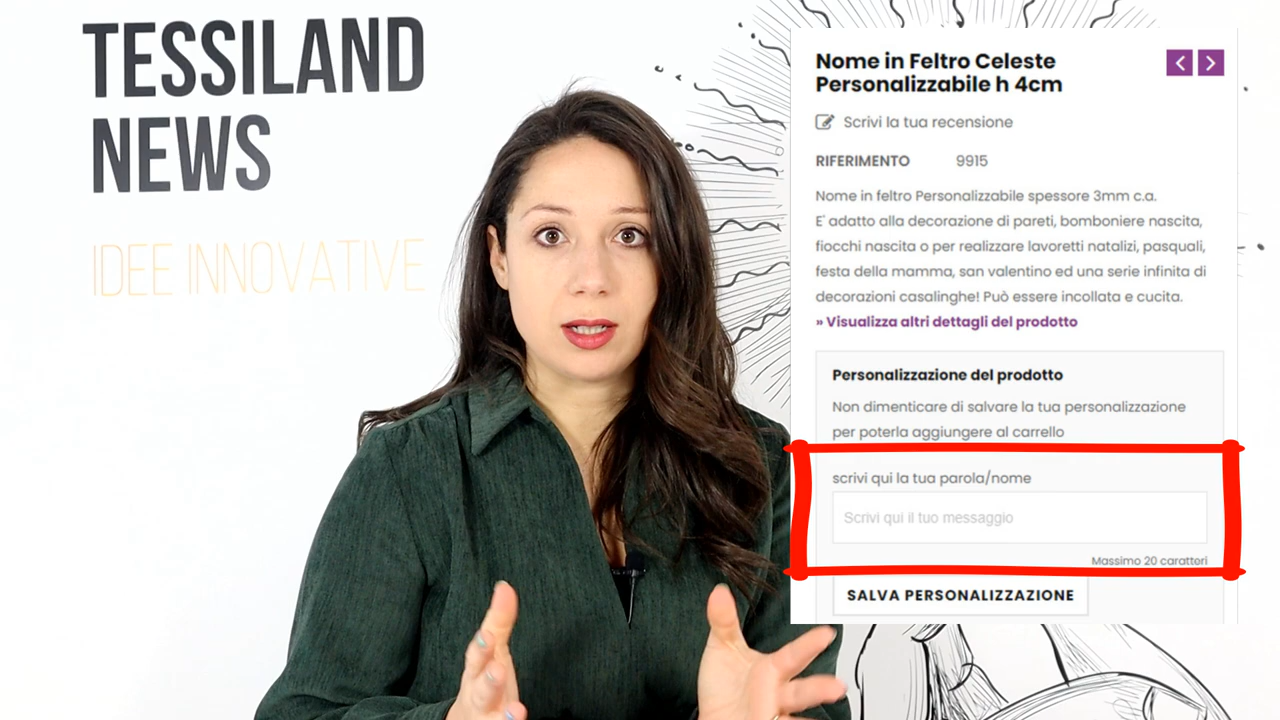 TESSILAND
NEWS
IDEE INNOVATIVE
Nome in Feltro Celeste
Personalizzabile h 4cm
Scrivi la tua recensione
RIFERIMENTO 9915
Nome in feltro Personalizzabile spessore 3mm c.a.
E' adatto alla decorazione di pareti, bomboniere nascita,
fiocchi nascita o per realizzare lavoretti natalizi, pasquali,
festa della mamma, san valentino ed una serie infinita di
decorazioni casalinghe! Può essere incollata e cucita.
» Visualizza altri dettagli del prodotto
Personalizzazione del prodotto
Non dimenticare di salvare la tua personalizzazione
per poterla aggiungere al carrello
scrivi qui la tua parola/nome
Scrivi qui il tuo messaggio
Massimo 20 caratteri
SALVA PERSONALIZZAZIONE